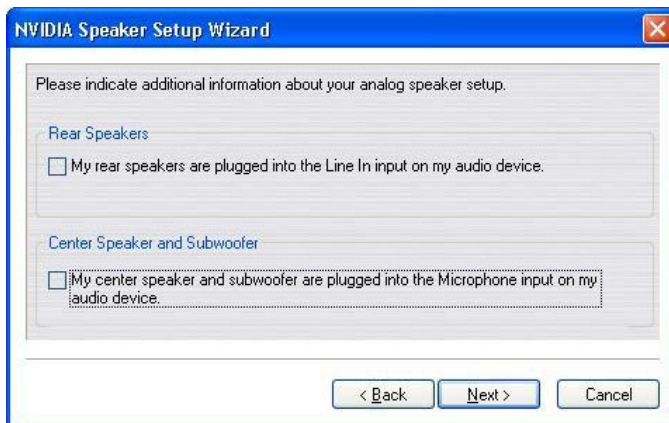 NVIDIA Speaker Setup Wizard
Please indicate additional information about your analog speaker setup.
Rear Speakers
My rear speakers are plugged into the Line In input on my audio device.
Center Speaker and Subwoofer
My center speaker and subwoofer are plugged into the Microphone input on my
audio device.
< Back
Next >
Cancel